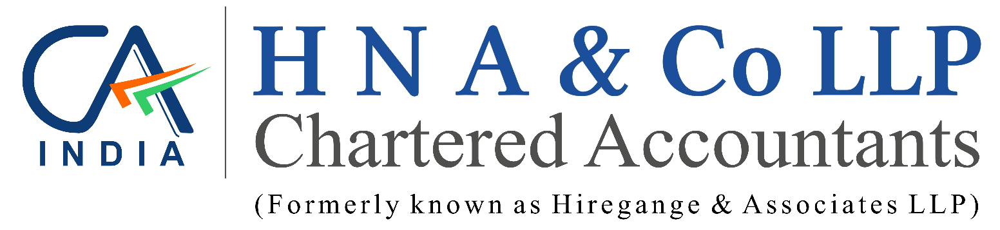 CA
INDIA
H N A & Co LLP
Chartered Accountants
(Formerly known as Hiregange & Associates LLP)